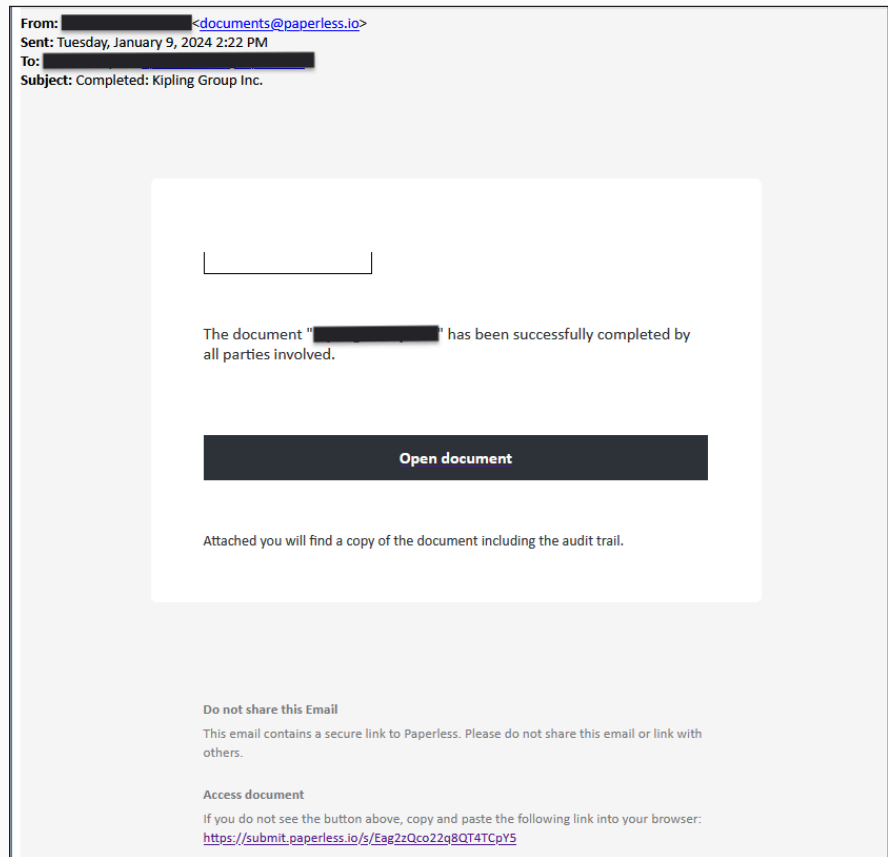 From: <documents@paperless.io>
Sent: Tuesday, January 9, 2024 2:22 PM
To:
Subject: Completed: Kipling Group Inc.
The document " " has been successfully completed by
all parties involved.
Open document
Attached you will find a copy of the document including the audit trail.
Do not share this Email
This email contains a secure link to Paperless. Please do not share this email or link with
others.
Access document
If you do not see the button above, copy and paste the following link into your browser:
https://submit.paperless.io/s/Eag2zQco22q8QT4TCpY5